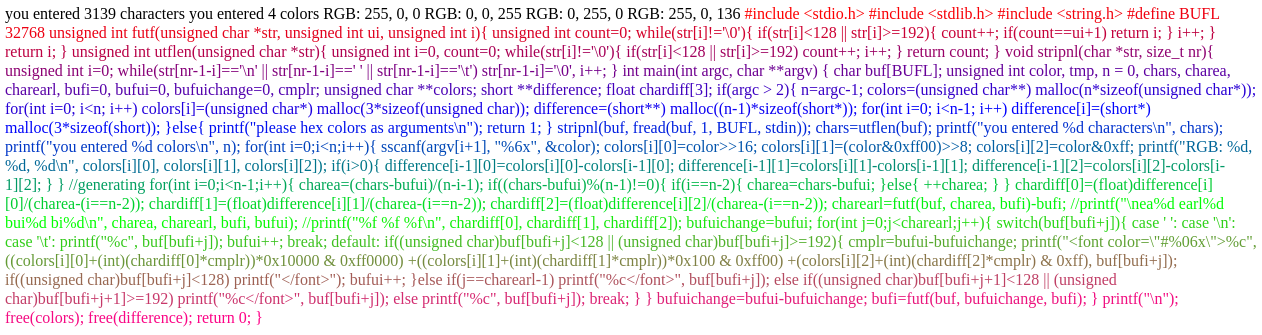 you entered 3139 characters you entered 4 colors RGB: 255, 0, 0 RGB: 0, 0, 255 RGB: 0, 255, 0 RGB: 255, 0, 136 #include <stdio.h> #include <stdlib.h> #include <string.h> #define BUFL
32768 unsigned int futf(unsigned char *str, unsigned int ui, unsigned int i){ unsigned int count=0; while(str[i]!='\0'){ if(str[i]<128 || str[i]>=192){ count++; if(count==ui+1) return i; } i++; }
return i; } unsigned int utflen(unsigned char *str){ unsigned int i=0, count=0; while(str[i]!='\0'){ if(str[i]<128 || str[i]>=192) count++; i++; } return count; } void stripnl(char *str, size_t nr){
unsigned int i=0; while(str[nr-1-i]=='\n' || str[nr-1-i]==' ' || str[nr-1-i]=='\t') str[nr-1-i]='\0', i++; } int main(int argc, char **argv) { char buf[BUFL]; unsigned int color, tmp, n = 0, chars, charea,
charearl, bufi=0, bufui=0, bufuichange=0, cmplr; unsigned char **colors; short **difference; float chardiff[3]; if(argc > 2){ n=argc-1; colors=(unsigned char**) malloc(n*sizeof(unsigned char*));
for(int i=0; i<n; i++) colors[i]=(unsigned char*) malloc(3*sizeof(unsigned char)); difference=(short**) malloc((n-1)*sizeof(short*)); for(int i=0; i<n-1; i++) difference[i]=(short*)
malloc(3*sizeof(short)); }else{ printf("please hex colors as arguments\n"); return 1; } stripnl(buf, fread(buf, 1, BUFL, stdin)); chars=utflen(buf); printf("you entered %d characters\n", chars);
printf("you entered %d colors\n", n); for(int i=0;i<n;i++){ sscanf(argv[i+1], "%6x", &color); colors[i][0]=color>>16; colors[i][1]=(color&0xff00)>>8; colors[i][2]=color&0xff; printf("RGB: %d,
%d, %d\n", colors[i][0], colors[i][1], colors[i][2]); if(i>0){ difference[i-1][0]=colors[i][0]-colors[i-1][0]; difference[i-1][1]=colors[i][1]-colors[i-1][1]; difference[i-1][2]=colors[i][2]-colors[i-
1][2]; } } //generating for(int i=0;i<n-1;i++){ charea=(chars-bufui)/(n-i-1); if((chars-bufui)%(n-1)!=0){ if(i==n-2){ charea=chars-bufui; }else{ ++charea; } } chardiff[0]=(float)difference[i]
[0]/(charea-(i==n-2)); chardiff[1]=(float)difference[i][1]/(charea-(i==n-2)); chardiff[2]=(float)difference[i][2]/(charea-(i==n-2)); charearl=futf(buf, charea, bufi)-bufi; //printf("\nea%d earl%d
bui%d bi%d\n", charea, charearl, bufi, bufui); //printf("%f %f %f\n", chardiff[0], chardiff[1], chardiff[2]); bufuichange=bufui; for(int j=0;j<charearl;j++){ switch(buf[bufi+j]){ case ' ': case '\n':
case '\t': printf("%c", buf[bufi+j]); bufui++; break; default: if((unsigned char)buf[bufi+j]<128 || (unsigned char)buf[bufi+j]>=192){ cmplr=bufui-bufuichange; printf("<font color=\"#%06x\">%c",
((colors[i][0]+(int)(chardiff[0]*cmplr))*0x10000 & 0xff0000) +((colors[i][1]+(int)(chardiff[1]*cmplr))*0x100 & 0xff00) +(colors[i][2]+(int)(chardiff[2]*cmplr) & 0xff), buf[bufi+j]);
if((unsigned char)buf[bufi+j]<128) printf("</font>"); bufui++; }else if(j==charearl-1) printf("%c</font>", buf[bufi+j]); else if((unsigned char)buf[bufi+j+1]<128 || (unsigned
char)buf[bufi+j+1]>=192) printf("%c</font>", buf[bufi+j]); else printf("%c", buf[bufi+j]); break; } } bufuichange=bufui-bufuichange; bufi=futf(buf, bufuichange, bufi); } printf("\n");
free(colors); free(difference); return 0; }